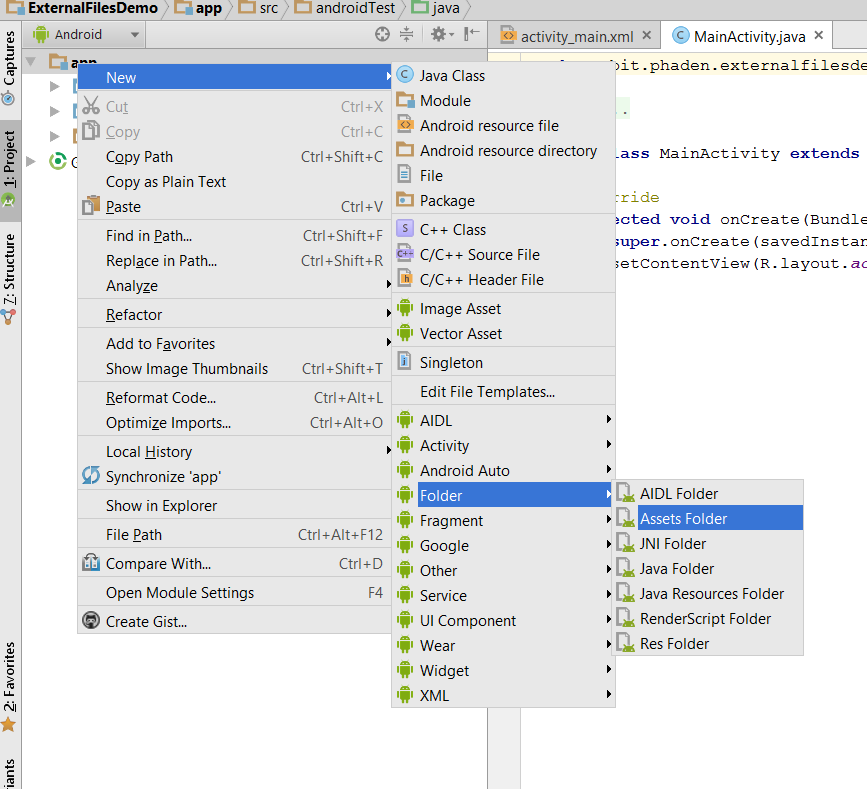 ExternalFilesDemo app src androidTest java
Android
activity_main.xml
MainActivity.java
Captures
1: Project
7: Structure
2: Favorites
app
New
Cut Ctrl+X
Copy Ctrl+C
Copy Path Ctrl+Shift+C
Copy as Plain Text
Paste Ctrl+V
Find in Path... Ctrl+Shift+F
Replace in Path... Ctrl+Shift+R
Analyze
Refactor
Add to Favorites
Show Image Thumbnails Ctrl+Shift+T
Reformat Code... Ctrl+Alt+L
Optimize Imports... Ctrl+Alt+O
Local History
Synchronize 'app'
Show in Explorer
File Path Ctrl+Alt+F12
Compare With... Ctrl+D
Open Module Settings F4
Create Gist...
Java Class
Module
Android resource file
Android resource directory
File
Package
C++ Class
C/C++ Source File
C/C++ Header File
Image Asset
Vector Asset
Singleton
Edit File Templates...
AIDL
Activity
Android Auto
Folder
Fragment
Google
Other
Service
UI Component
Wear
Widget
XML
AIDL Folder
Assets Folder
JNI Folder
Java Folder
Java Resources Folder
RenderScript Folder
Res Folder
bit.phaden.externalfilesde
lass MainActivity extends
rride
ected void onCreate(Bundle
super.onCreate(savedInstan
setContentView(R.layout.ac